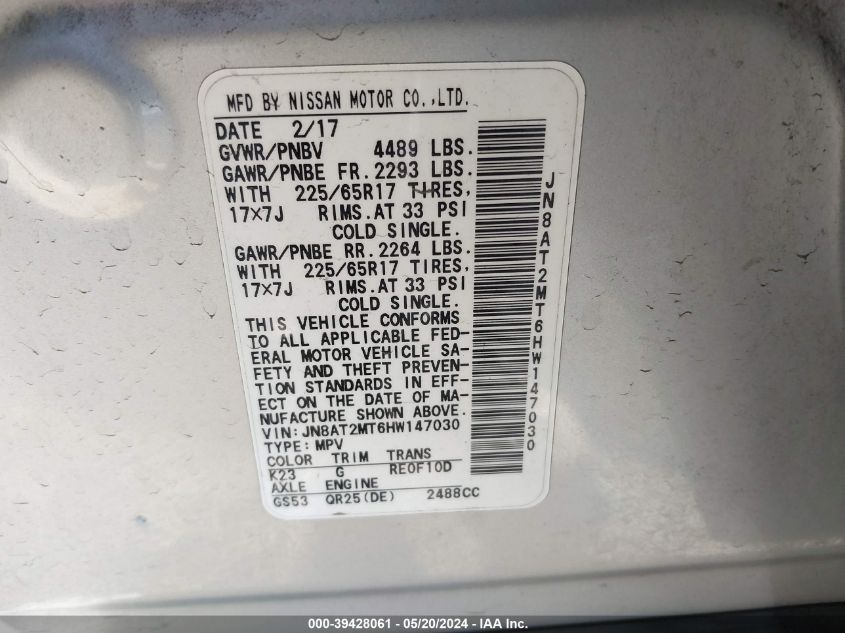 MFD BY NISSAN MOTOR CO.,LTD.
DATE 2/17
GVWR/PNBV 4489 LBS.
GAWR/PNBE FR. 2293 LBS.
WITH 225/65R17 TIRES,
17×7J RIMS.AT 33 PSI
COLD SINGLE.
GAWR/PNBE RR. 2264 LBS.
WITH 225/65R17 TIRES,
17×7J RIMS.AT 33 PSI
COLD SINGLE.
THIS VEHICLE CONFORMS
TO ALL APPLICABLE FED-
ERAL MOTOR VEHICLE SA-
FETY AND THEFT PREVEN-
TION STANDARDS IN EFF-
ECT ON THE DATE OF MA-
NUFACTURE SHOWN ABOVE.
VIN: JN8AT2MT6HW147030
TYPE: MPV
COLOR TRIM TRANS
K23 G RE0F10D
AXLE ENGINE
GS53 QR25(DE) 2488CC
JN8AT2MT6HW147030
000-39428061 - 05/20/2024 - IAA Inc.